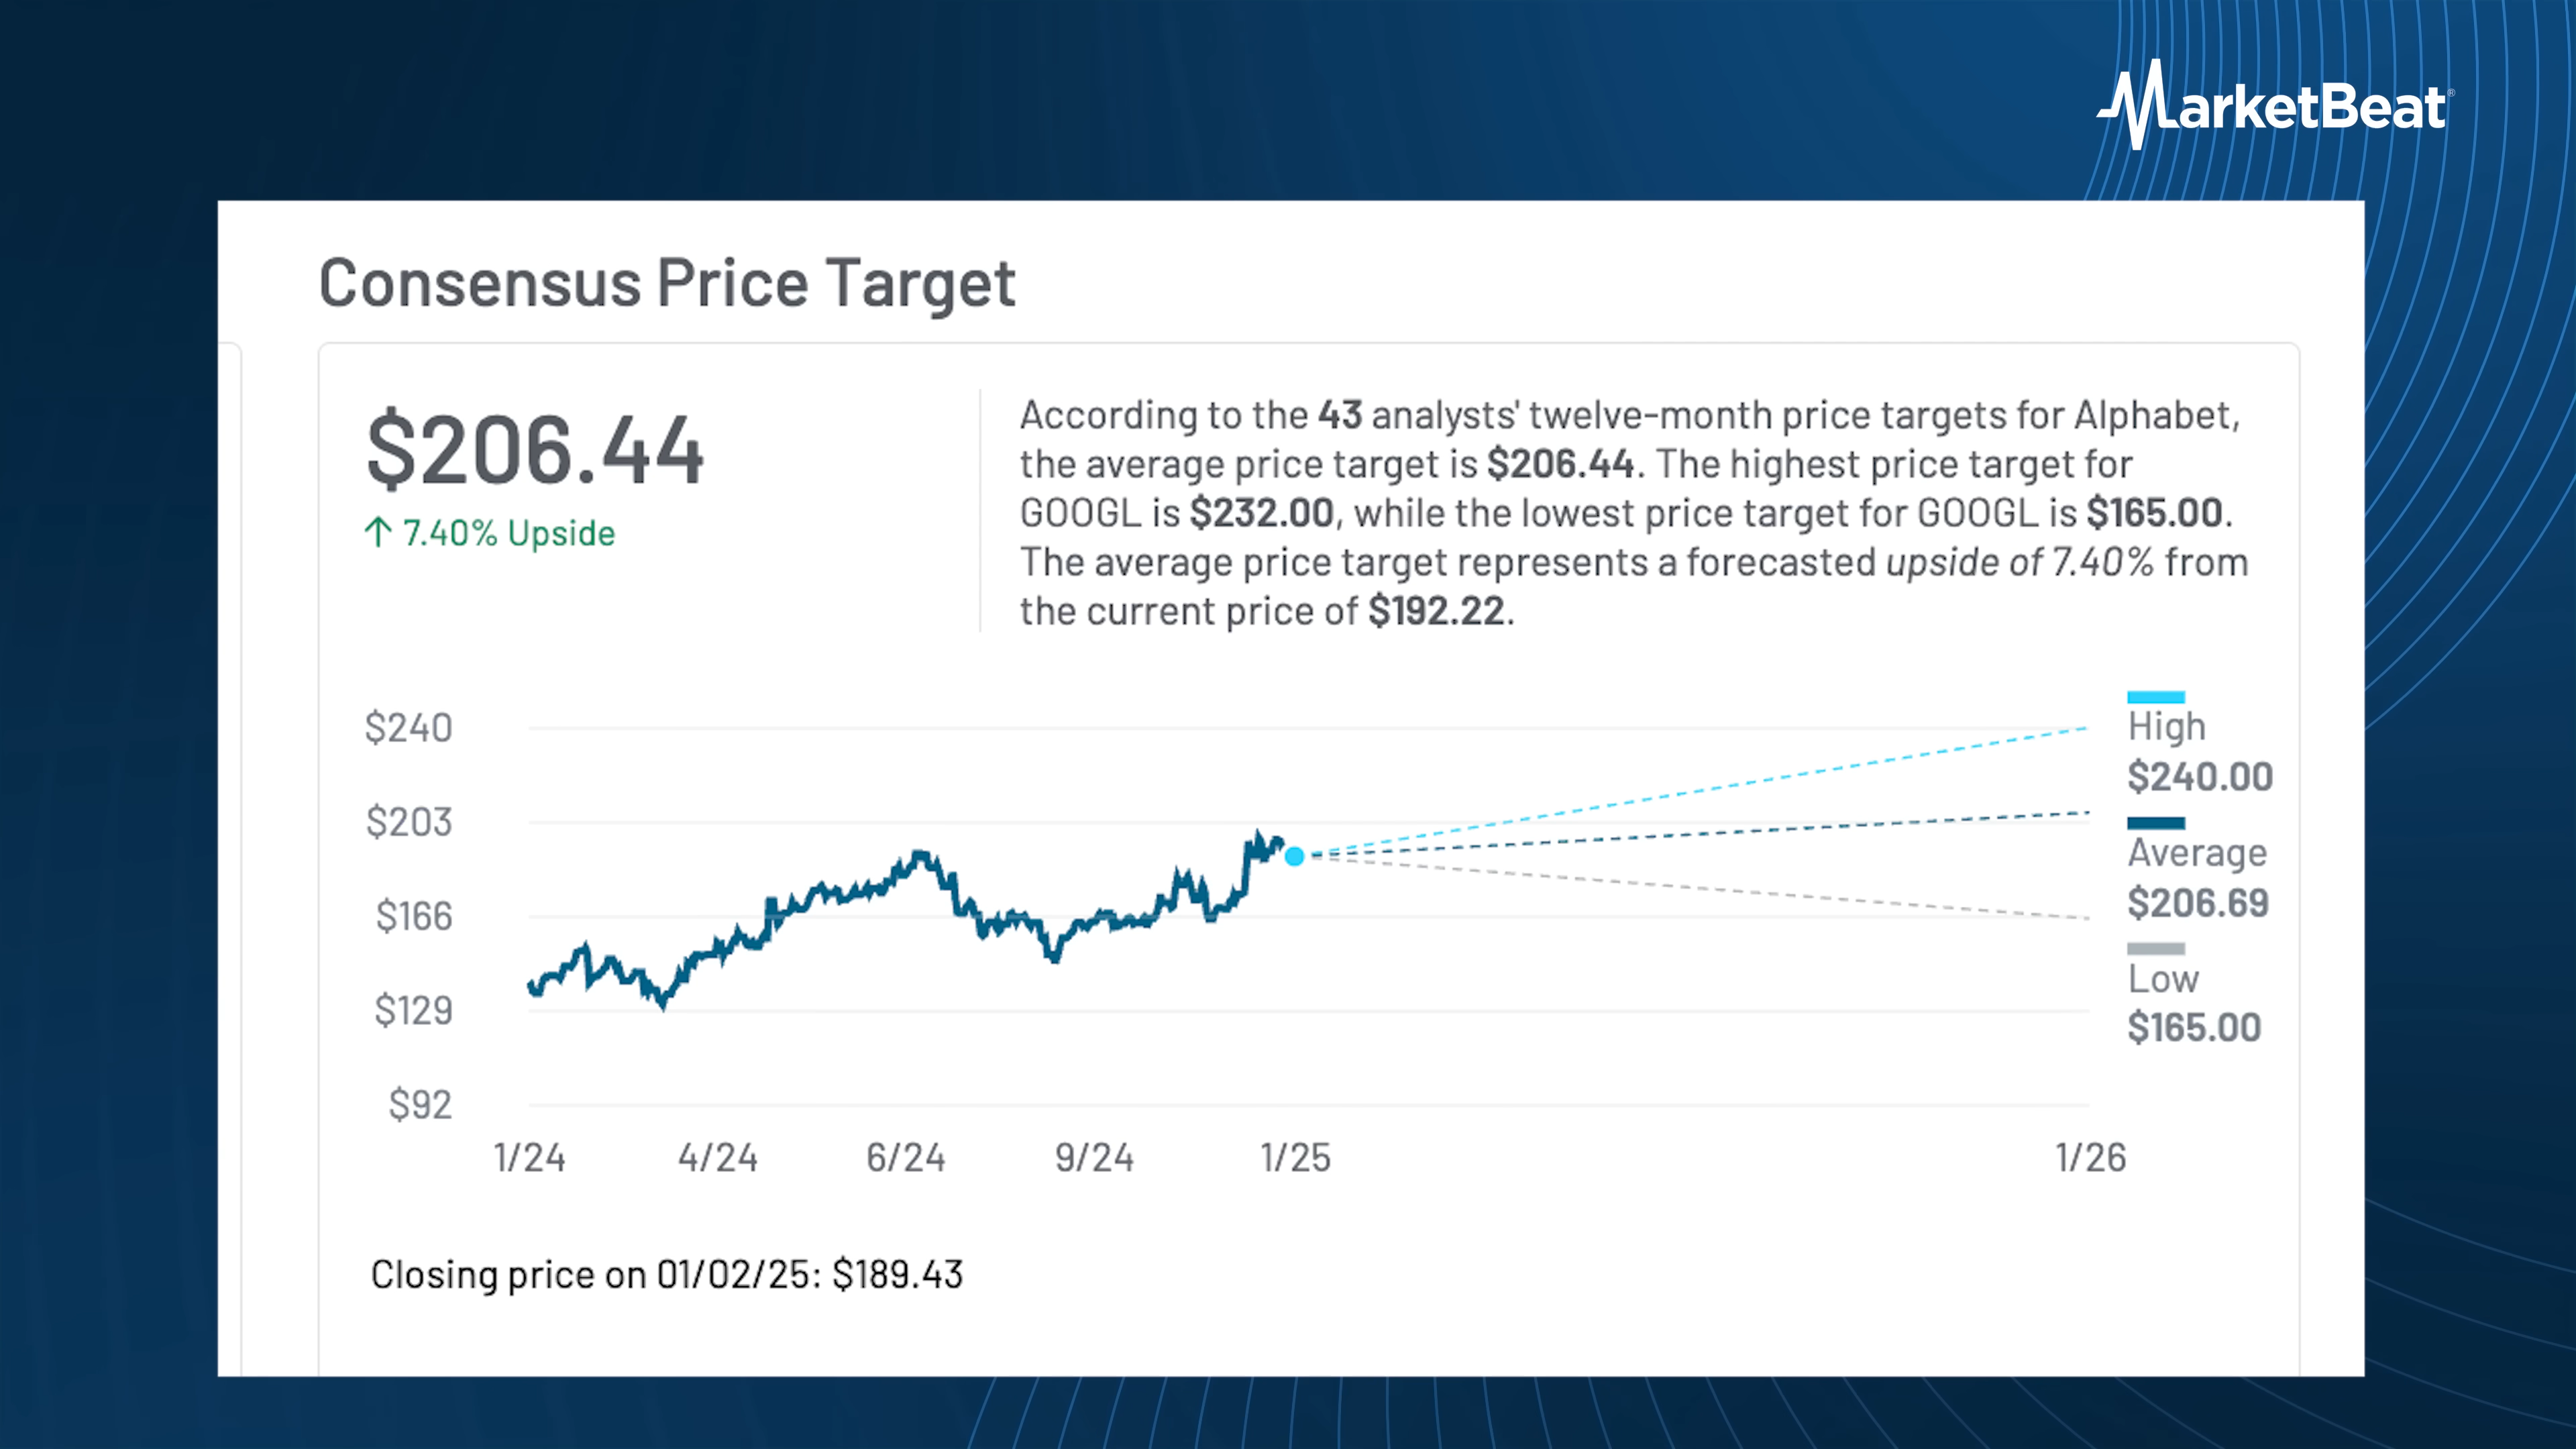 MarketBeat®
Consensus Price Target
$206.44
↑ 7.40% Upside
According to the 43 analysts' twelve-month price targets for Alphabet,
the average price target is $206.44. The highest price target for
GOOGL is $232.00, while the lowest price target for GOOGL is $165.00.
The average price target represents a forecasted upside of 7.40% from
the current price of $192.22.
$240
$203
$166
$129
$92
1/24 4/24 6/24 9/24 1/25 1/26
High
$240.00
Average
$206.69
Low
$165.00
Closing price on 01/02/25: $189.43